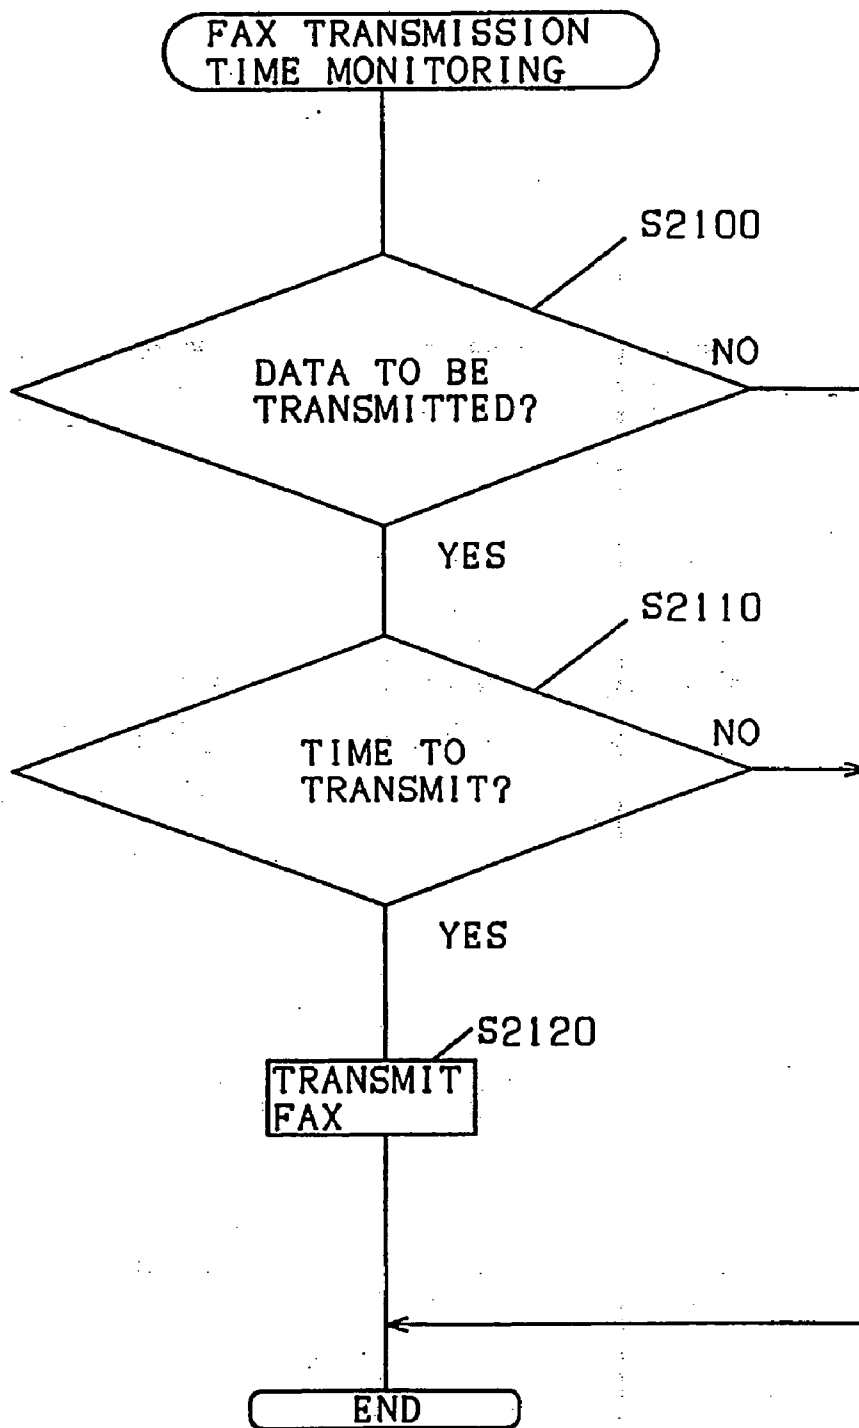 FAX TRANSMISSION
TIME MONITORING
S2100
NO
DATA TO BE
TRANSMITTED?
YES
S2110
NO
TIME TO
TRANSMIT?
YES
S2120
TRANSMIT
FAX
END